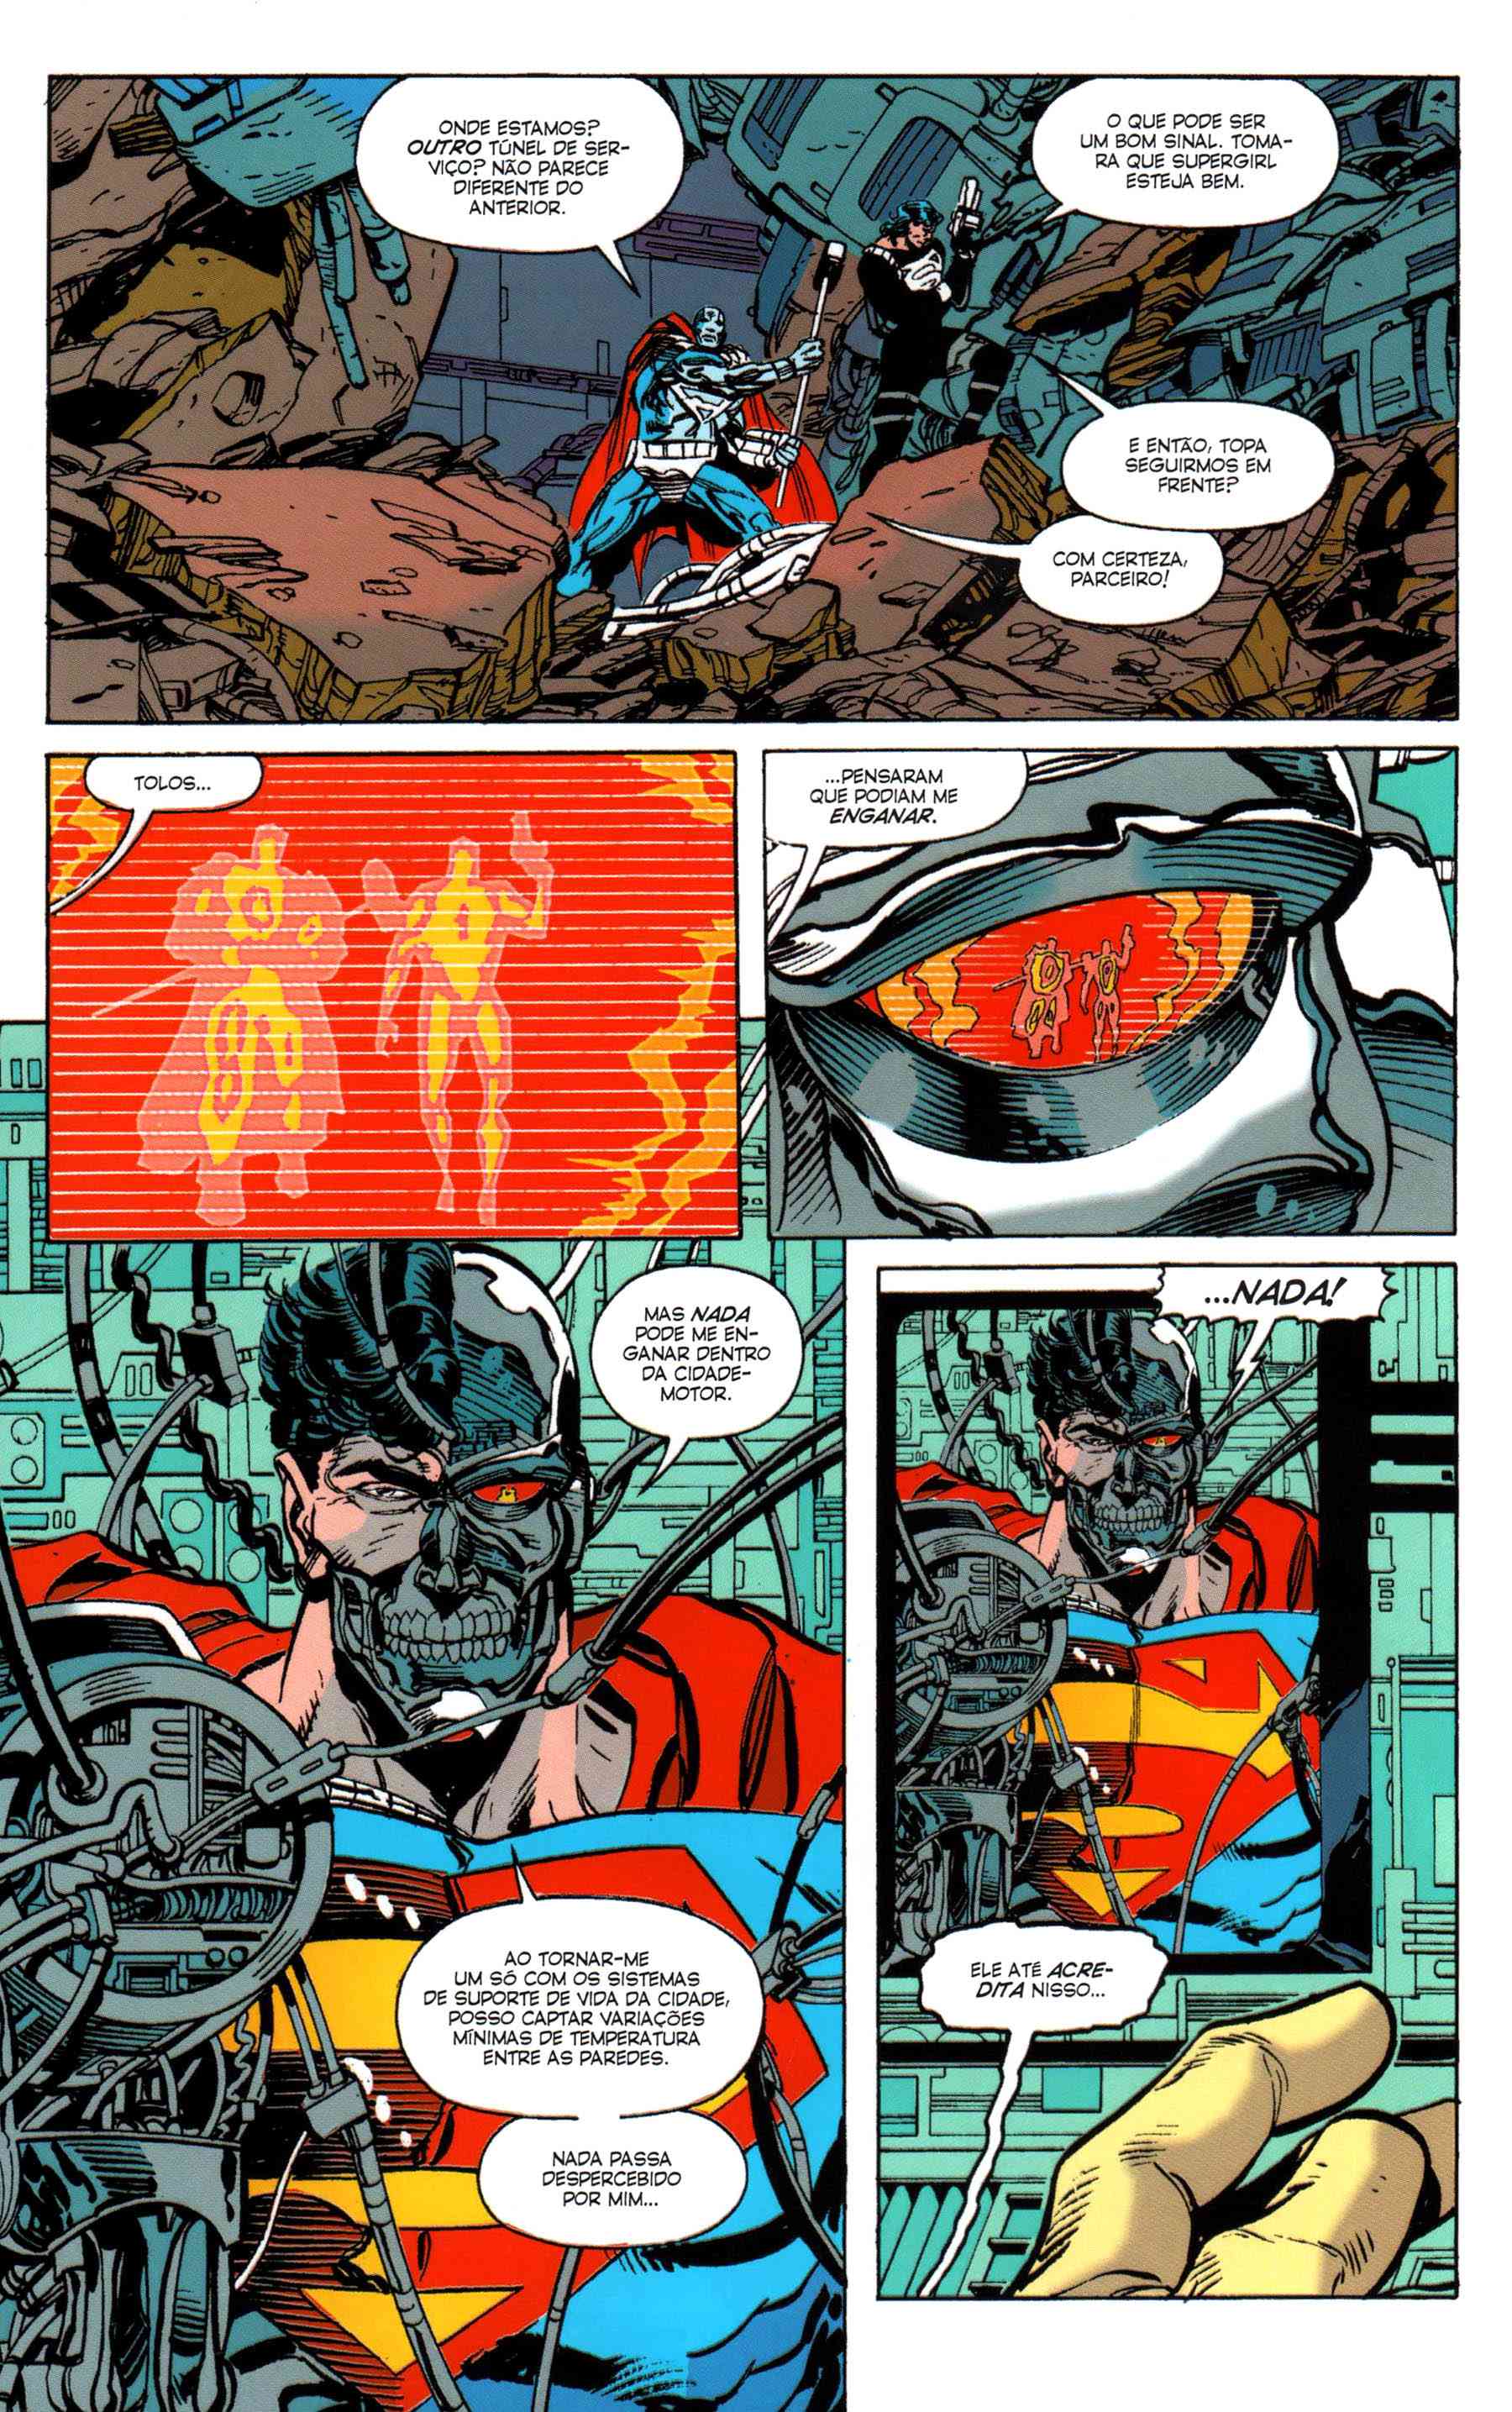 ONDE ESTAMOS?
OUTRO TÚNEL DE SER-
VIÇO? NÃO PARECE
DIFERENTE DO
ANTERIOR.
O QUE PODE SER
UM BOM SINAL. TOMA-
RA QUE SUPERGIRL
ESTEJA BEM.
E ENTÃO, TOPA
SEGUIRMOS EM
FRENTE?
COM CERTEZA,
PARCEIRO!
TOLOS...
...PENSARAM
QUE PODIAM ME
ENGANAR.
MAS NADA
PODE ME EN-
GANAR DENTRO
DA CIDADE-
MOTOR.
AO TORNAR-ME
UM SÓ COM OS SISTEMAS
DE SUPORTE DE VIDA DA CIDADE,
POSSO CAPTAR VARIAÇÕES
MÍNIMAS DE TEMPERATURA
ENTRE AS PAREDES.
NADA PASSA
DESPERCEBIDO
POR MIM...
...NADA!
ELE ATÉ ACRE-
DITA NISSO...